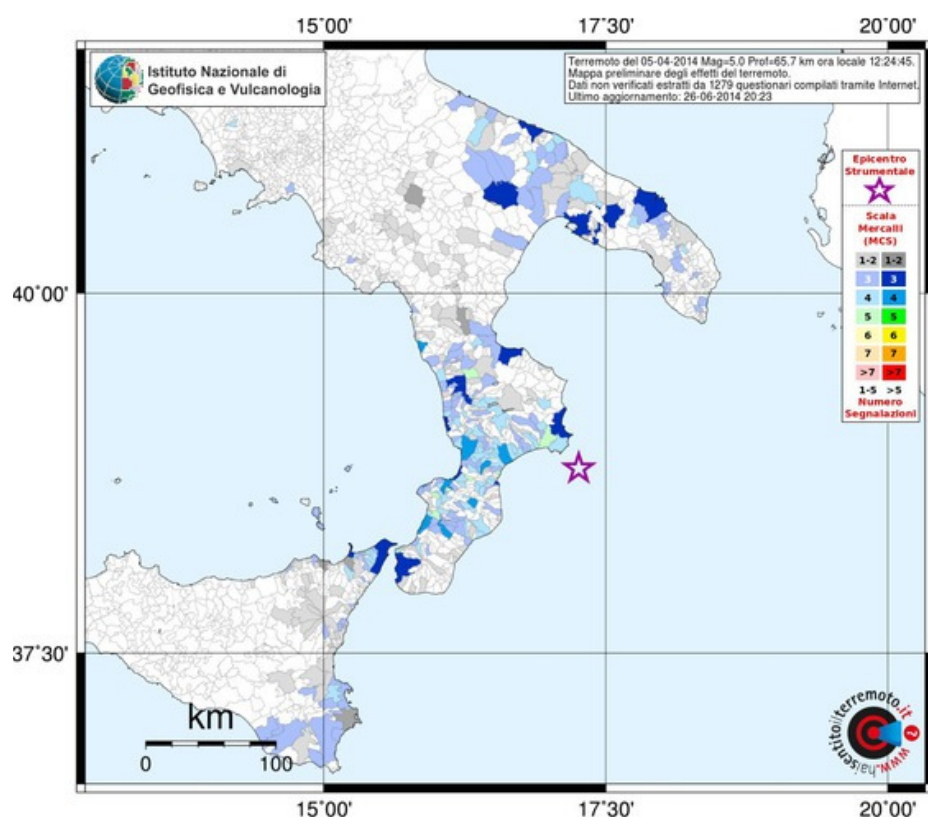 15°00' 17°30' 20°00'
Istituto Nazionale di
Geofisica e Vulcanologia
Terremoto del 05-04-2014 Mag=5.0 Prof=65.7 km ora locale 12:24:45.
Mappa preliminare degli effetti del terremoto.
Dati non verificati estratti da 1279 questionari compilati tramite Internet.
Ultimo aggiornamento: 26-06-2014 20:23
Epicentro
Strumentale
Scala
Mercalli
(MCS)
1-2 1-2
3 3
4 4
5 5
6 6
7 7
>7 >7
1-5 >5
Numero
Segnalazioni
40°00' 40°00'
37°30' 37°30'
km
0 100
www.haisentitoilterremoto.it
?
15°00' 17°30' 20°00'